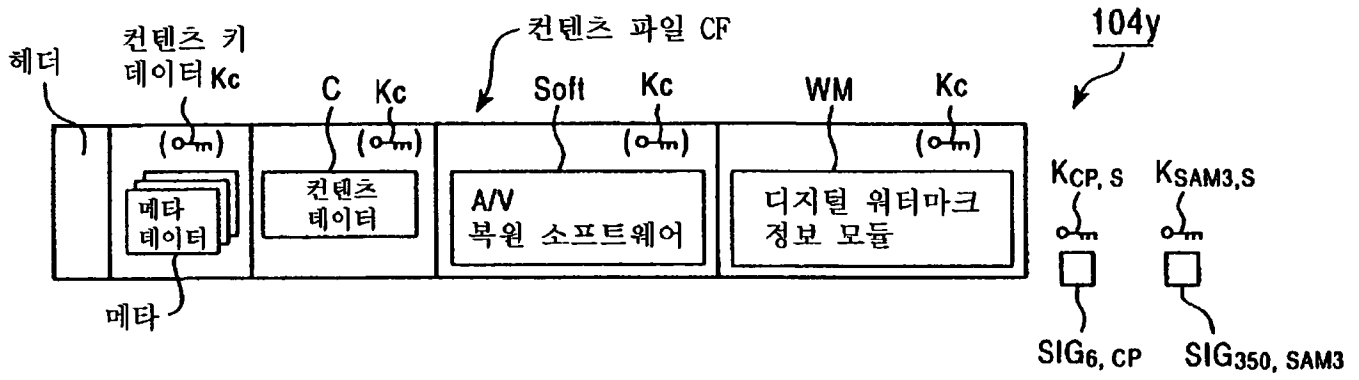 104y
컨텐츠 파일 CF
헤더
컨텐츠 키
데이터 Kc
C
Kc
Soft
Kc
WM
Kc
메타
데이터
컨텐츠
데이터
A/V
복원 소프트웨어
디지털 워터마크
정보 모듈
KCP, S
KSAM3,S
메타
SIG6, CP
SIG350, SAM3